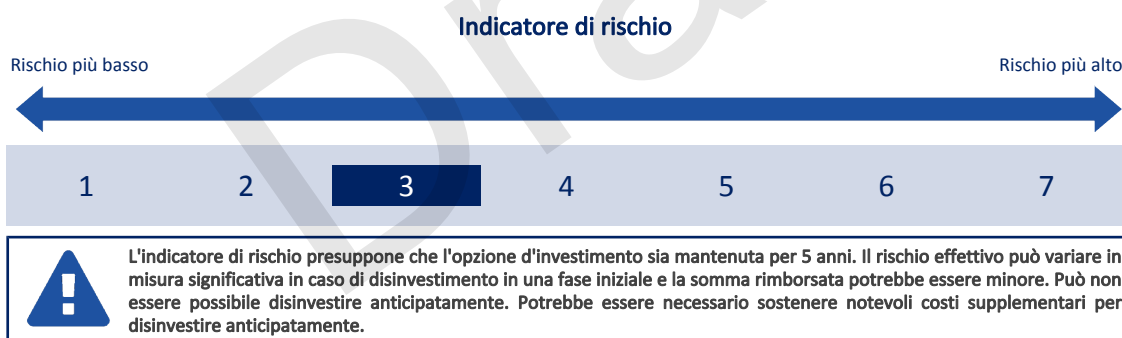 Indicatore di rischio
Rischio più basso
Rischio più alto
1 2 3 4 5 6 7
L'indicatore di rischio presuppone che l'opzione d'investimento sia mantenuta per 5 anni. Il rischio effettivo può variare in
misura significativa in caso di disinvestimento in una fase iniziale e la somma rimborsata potrebbe essere minore. Può non
essere possibile disinvestire anticipatamente. Potrebbe essere necessario sostenere notevoli costi supplementari per
disinvestire anticipatamente.